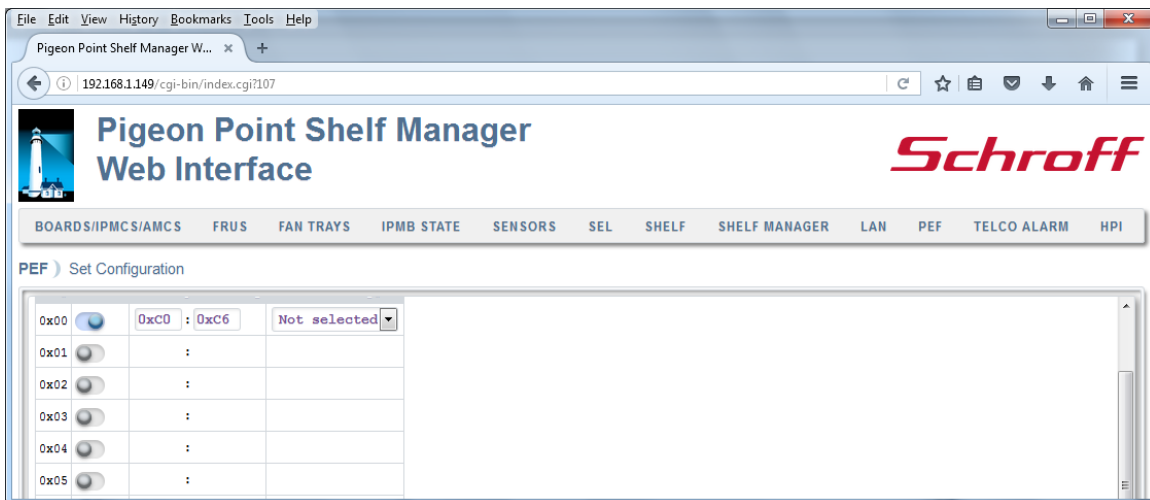 File Edit View History Bookmarks Tools Help
Pigeon Point Shelf Manager W... × +
192.168.1.149/cgi-bin/index.cgi?107
Pigeon Point Shelf Manager
Web Interface
Schroff
BOARDS/IPMCS/AMCS FRUS FAN TRAYS IPMB STATE SENSORS SEL SHELF SHELF MANAGER LAN PEF TELCO ALARM HPI
PEF ) Set Configuration
0x00 0xC0 : 0xC6 Not selected
0x01 :
0x02 :
0x03 :
0x04 :
0x05 :